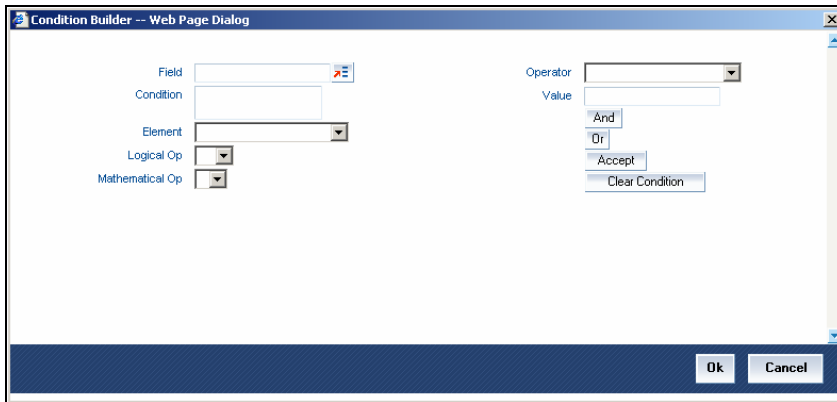 Condition Builder -- Web Page Dialog
Field
Operator
Condition
Value
And
Element
Or
Logical Op
Accept
Mathematical Op
Clear Condition
Ok
Cancel